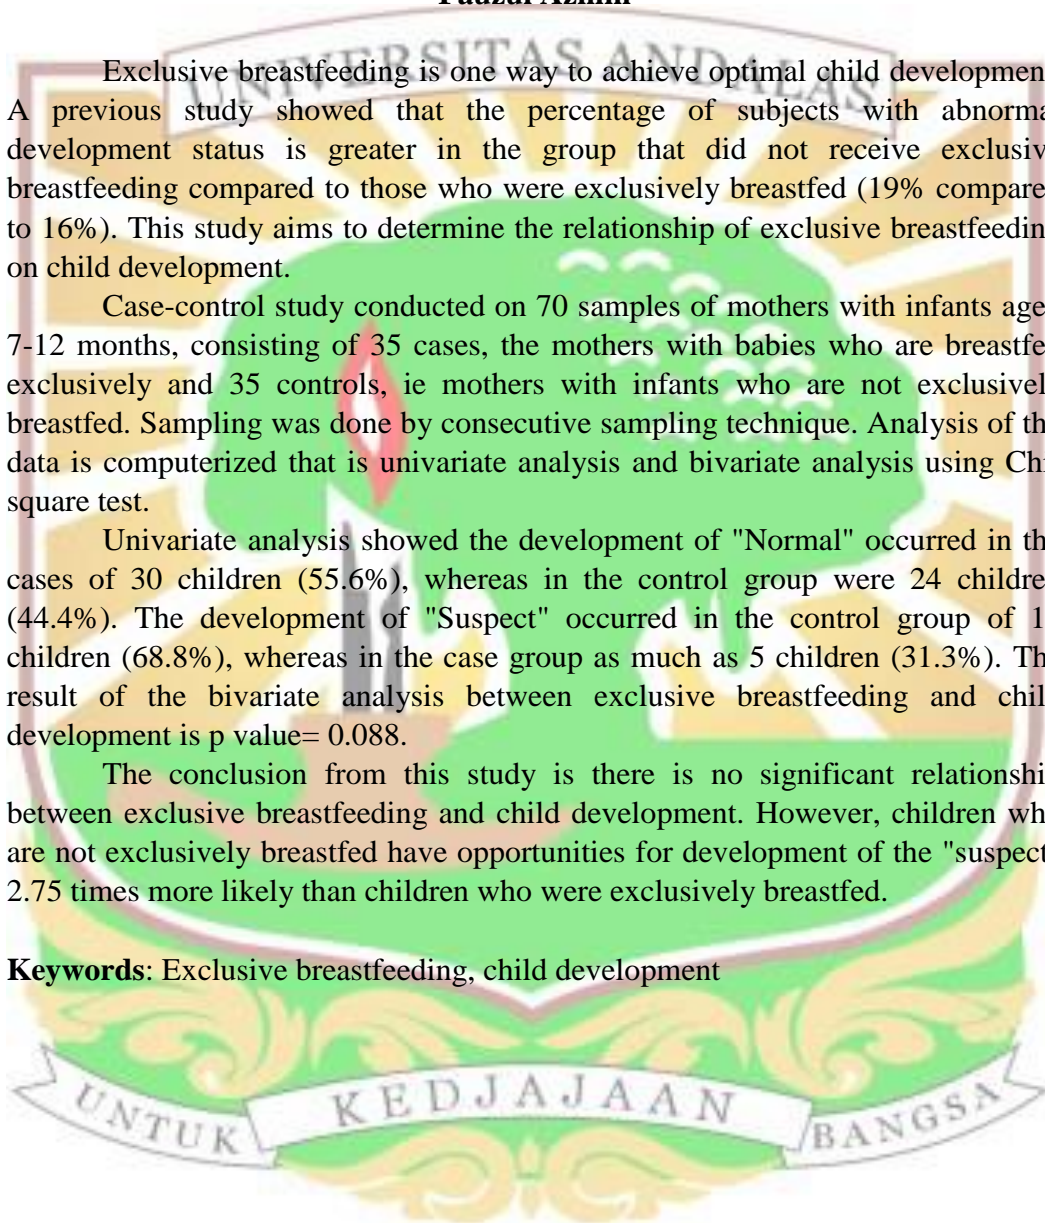 UNIVERSITAS ANDALAS
Exclusive breastfeeding is one way to achieve optimal child developmen
A previous study showed that the percentage of subjects with abnorma
development status is greater in the group that did not receive exclusiv
breastfeeding compared to those who were exclusively breastfed (19% compare
to 16%). This study aims to determine the relationship of exclusive breastfeedin
on child development.
Case-control study conducted on 70 samples of mothers with infants age
7-12 months, consisting of 35 cases, the mothers with babies who are breastfe
exclusively and 35 controls, ie mothers with infants who are not exclusivel
breastfed. Sampling was done by consecutive sampling technique. Analysis of th
data is computerized that is univariate analysis and bivariate analysis using Ch
square test.
Univariate analysis showed the development of "Normal" occurred in th
cases of 30 children (55.6%), whereas in the control group were 24 childre
(44.4%). The development of "Suspect" occurred in the control group of 1
children (68.8%), whereas in the case group as much as 5 children (31.3%). Th
result of the bivariate analysis between exclusive breastfeeding and chil
development is p value= 0.088.
The conclusion from this study is there is no significant relationshi
between exclusive breastfeeding and child development. However, children wh
are not exclusively breastfed have opportunities for development of the "suspect
2.75 times more likely than children who were exclusively breastfed.
Keywords: Exclusive breastfeeding, child development
UNTUK KEDJAJAAN BANGSA